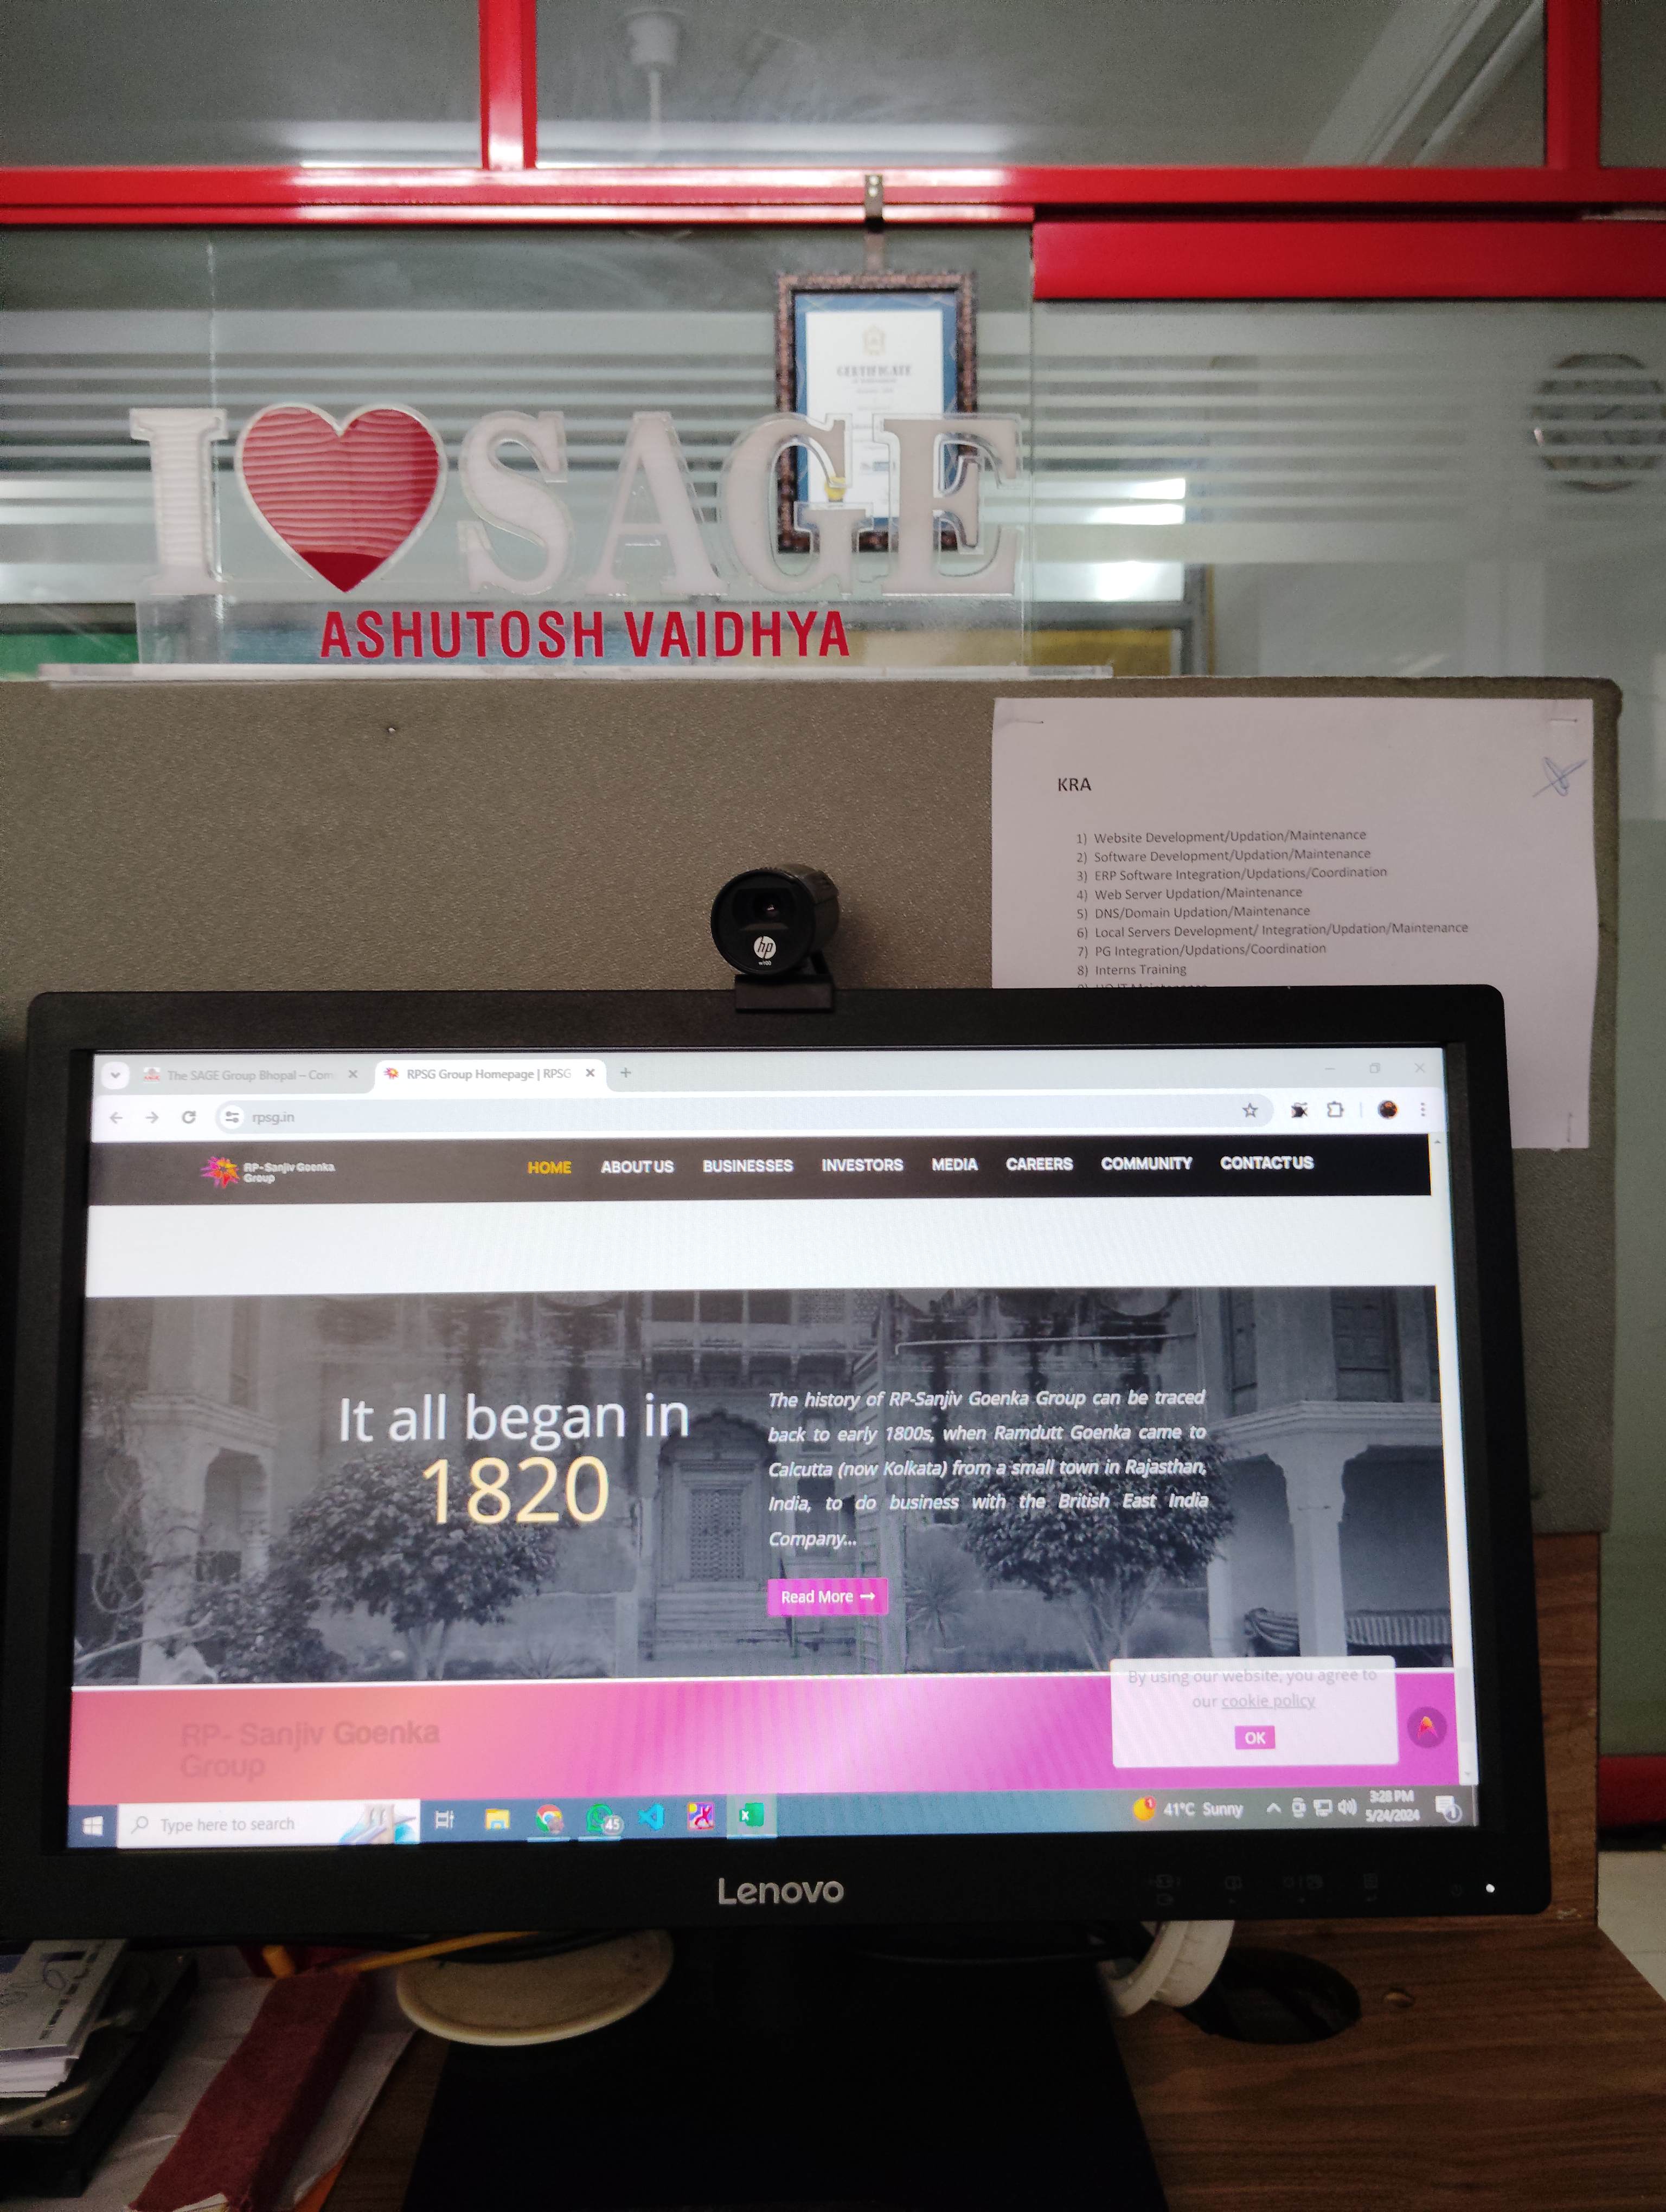 CERTIFICATE
I SAGE
ASHUTOSH VAIDHYA
KRA
1) Website Development/Updation/Maintenance
2) Software Development/Updation/Maintenance
3) ERP Software Integration/Updations/Coordination
4) Web Server Updation/Maintenance
5) DNS/Domain Updation/Maintenance
6) Local Servers Development/ Integration/Updation/Maintenance
7) PG Integration/Updations/Coordination
8) Interns Training
hp
w100
The SAGE Group Bhopal – Com
RPSG Group Homepage | RPSG
rpsg.in
RP-Sanjiv Goenka
Group
HOME ABOUT US BUSINESSES INVESTORS MEDIA CAREERS COMMUNITY CONTACT US
It all began in
1820
The history of RP-Sanjiv Goenka Group can be traced
back to early 1800s, when Ramdutt Goenka came to
Calcutta (now Kolkata) from a small town in Rajasthan,
India, to do business with the British East India
Company...
Read More
By using our website, you agree to
our cookie policy
OK
RP- Sanjiv Goenka
Group
Type here to search
45
1
41°C Sunny
3:28 PM
5/24/2024
Lenovo